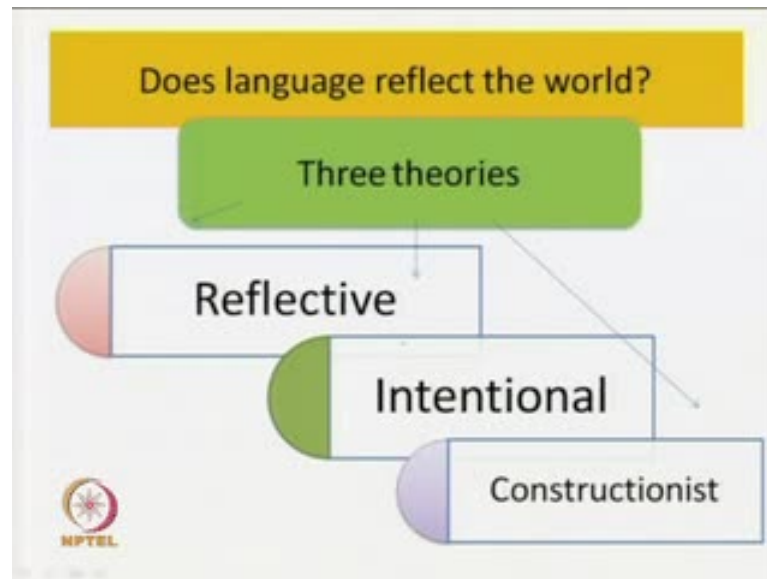 Does language reflect the world?
Three theories
Reflective
Intentional
Constructionist
NPTEL